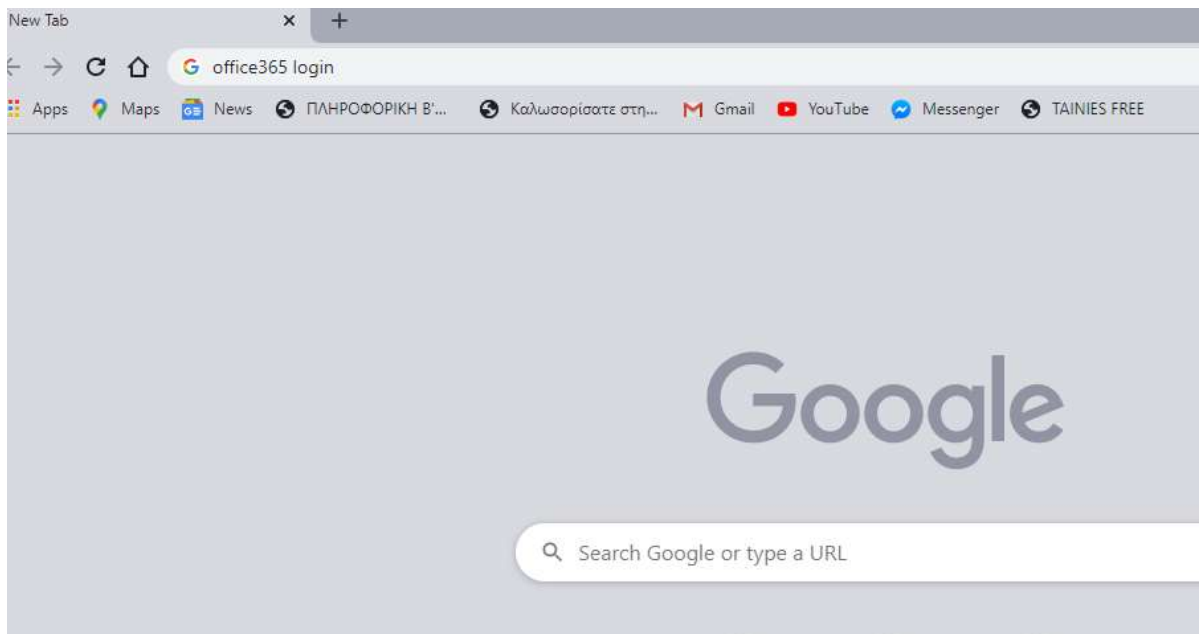 New Tab
office365 login
Apps Maps GE News ΠΛΗΡΟΦΟΡΙΚΗ Β'... Καλωσορίσατε στη... Gmail YouTube Messenger TAINIES FREE
Google
Search Google or type a URL